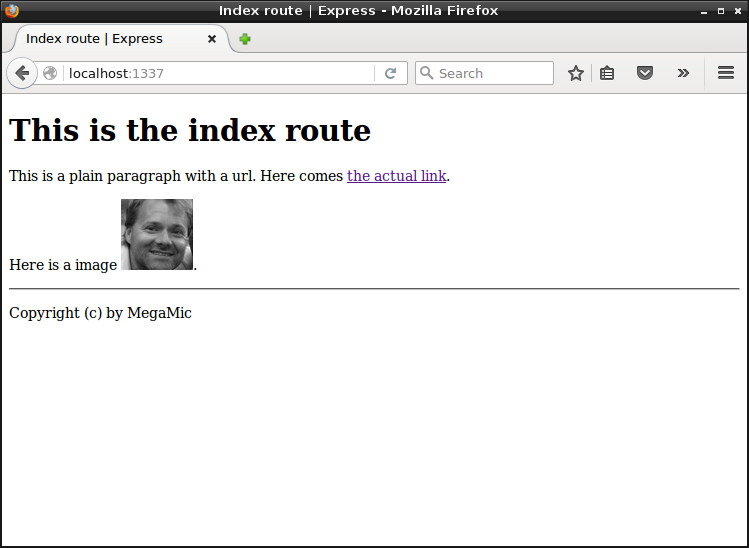 Index route | Express - Mozilla Firefox
Index route | Express
localhost:1337
Search
This is the index route
This is a plain paragraph with a url. Here comes the actual link.
Here is a image .
Copyright (c) by MegaMic